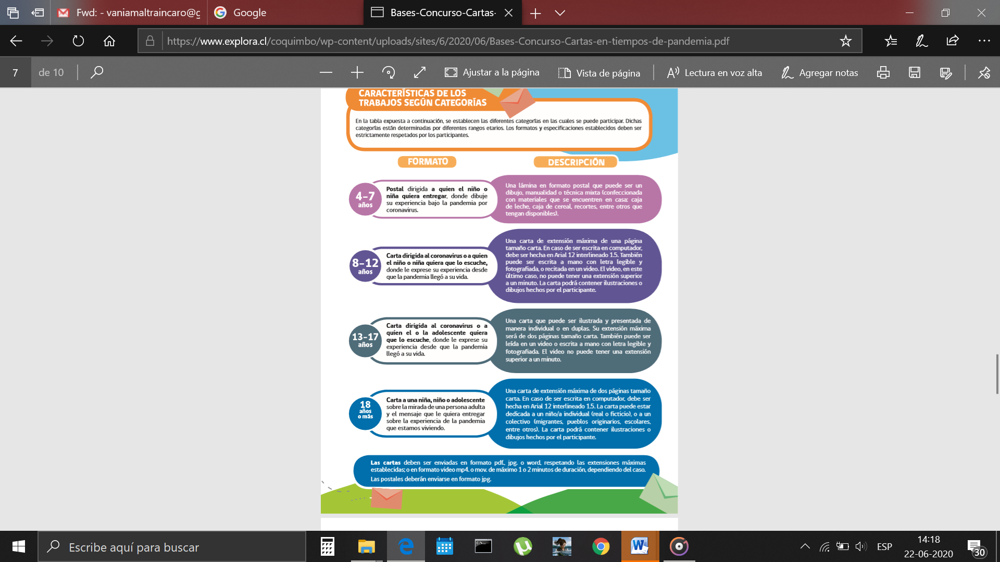 Fwd: - vaniamaltraincaro@g
Google
Bases-Concurso-Cartas-
https://www.explora.cl/coquimbo/wp-content/uploads/sites/6/2020/06/Bases-Concurso-Cartas-en-tiempos-de-pandemia.pdf
7 de 10
Ajustar a la página
Vista de página
Lectura en voz alta
Agregar notas
CARACTERÍSTICAS DE LOS
TRABAJOS SEGÚN CATEGORÍAS
En la tabla expuesta a continuación, se establecen las diferentes categorías en las cuales se puede participar. Dichas
categorías están determinadas por diferentes rangos etarios. Los formatos y especificaciones establecidos deben ser
estrictamente respetados por los participantes.
FORMATO
DESCRIPCIÓN
4-7
años
Postal dirigida a quien el niño o
niña quiera entregar, donde dibuje
su experiencia bajo la pandemia por
coronavirus.
Una lámina en formato postal que puede ser un
dibujo, manualidad o técnica mixta (confeccionada
con materiales que se encuentren en casa: caja
de leche, caja de cereal, recortes, entre otros que
tengan disponibles).
8-12
años
Carta dirigida al coronavirus o a quien
el niño o niña quiera que lo escuche,
donde le exprese su experiencia desde
que la pandemia llegó a su vida.
Una carta de extensión máxima de una página
tamaño carta. En caso de ser escrita en computador,
debe ser hecha en Arial 12 interlineado 1.5. También
puede ser escrita a mano con letra legible y
fotografiada, o recitada en un video. El video, en este
último caso, no puede tener una extensión superior
a un minuto. La carta podrá contener ilustraciones o
dibujos hechos por el participante.
13-17
años
Carta dirigida al coronavirus o a
quien el o la adolescente quiera
que lo escuche, donde le exprese su
experiencia desde que la pandemia
llegó a su vida.
Una carta que puede ser ilustrada y presentada de
manera individual o en duplas. Su extensión máxima
será de dos páginas tamaño carta. También puede ser
leída en un video o escrita a mano con letra legible y
fotografiada. El video no puede tener una extensión
superior a un minuto.
18
años
o más
Carta a una niña, niño o adolescente
sobre la mirada de una persona adulta
y el mensaje que le quiera entregar
sobre la experiencia de la pandemia
que estamos viviendo.
Una carta de extensión máxima de dos páginas tamaño
carta. En caso de ser escrita en computador, debe ser
hecha en Arial 12 interlineado 1.5. La carta puede estar
dedicada a un niño/a individual (real o ficticio), o a un
colectivo (migrantes, pueblos originarios, escolares,
entre otros). La carta podrá contener ilustraciones o
dibujos hechos por el participante.
Las cartas deben ser enviadas en formato pdf., jpg. o word, respetando las extensiones máximas
establecidas; o en formato video mp4. o mov. de máximo 1 o 2 minutos de duración, dependiendo del caso.
Las postales deberán enviarse en formato jpg.
Escribe aquí para buscar
ESP
14:18
22-06-2020
30